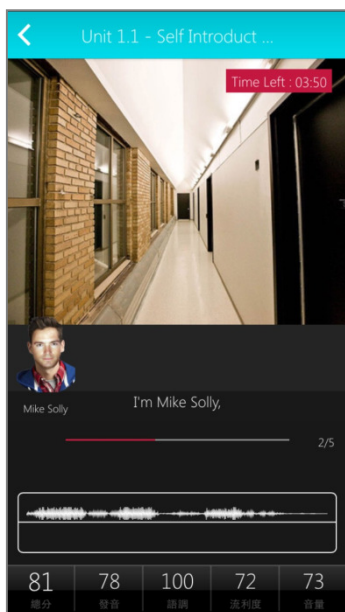 Unit 1.1 - Self Introduct ...
Time Left : 03:50
Mike Solly
I'm Mike Solly,
2/5
81 78 100 72 73
總分 發音 語調 流利度 音量